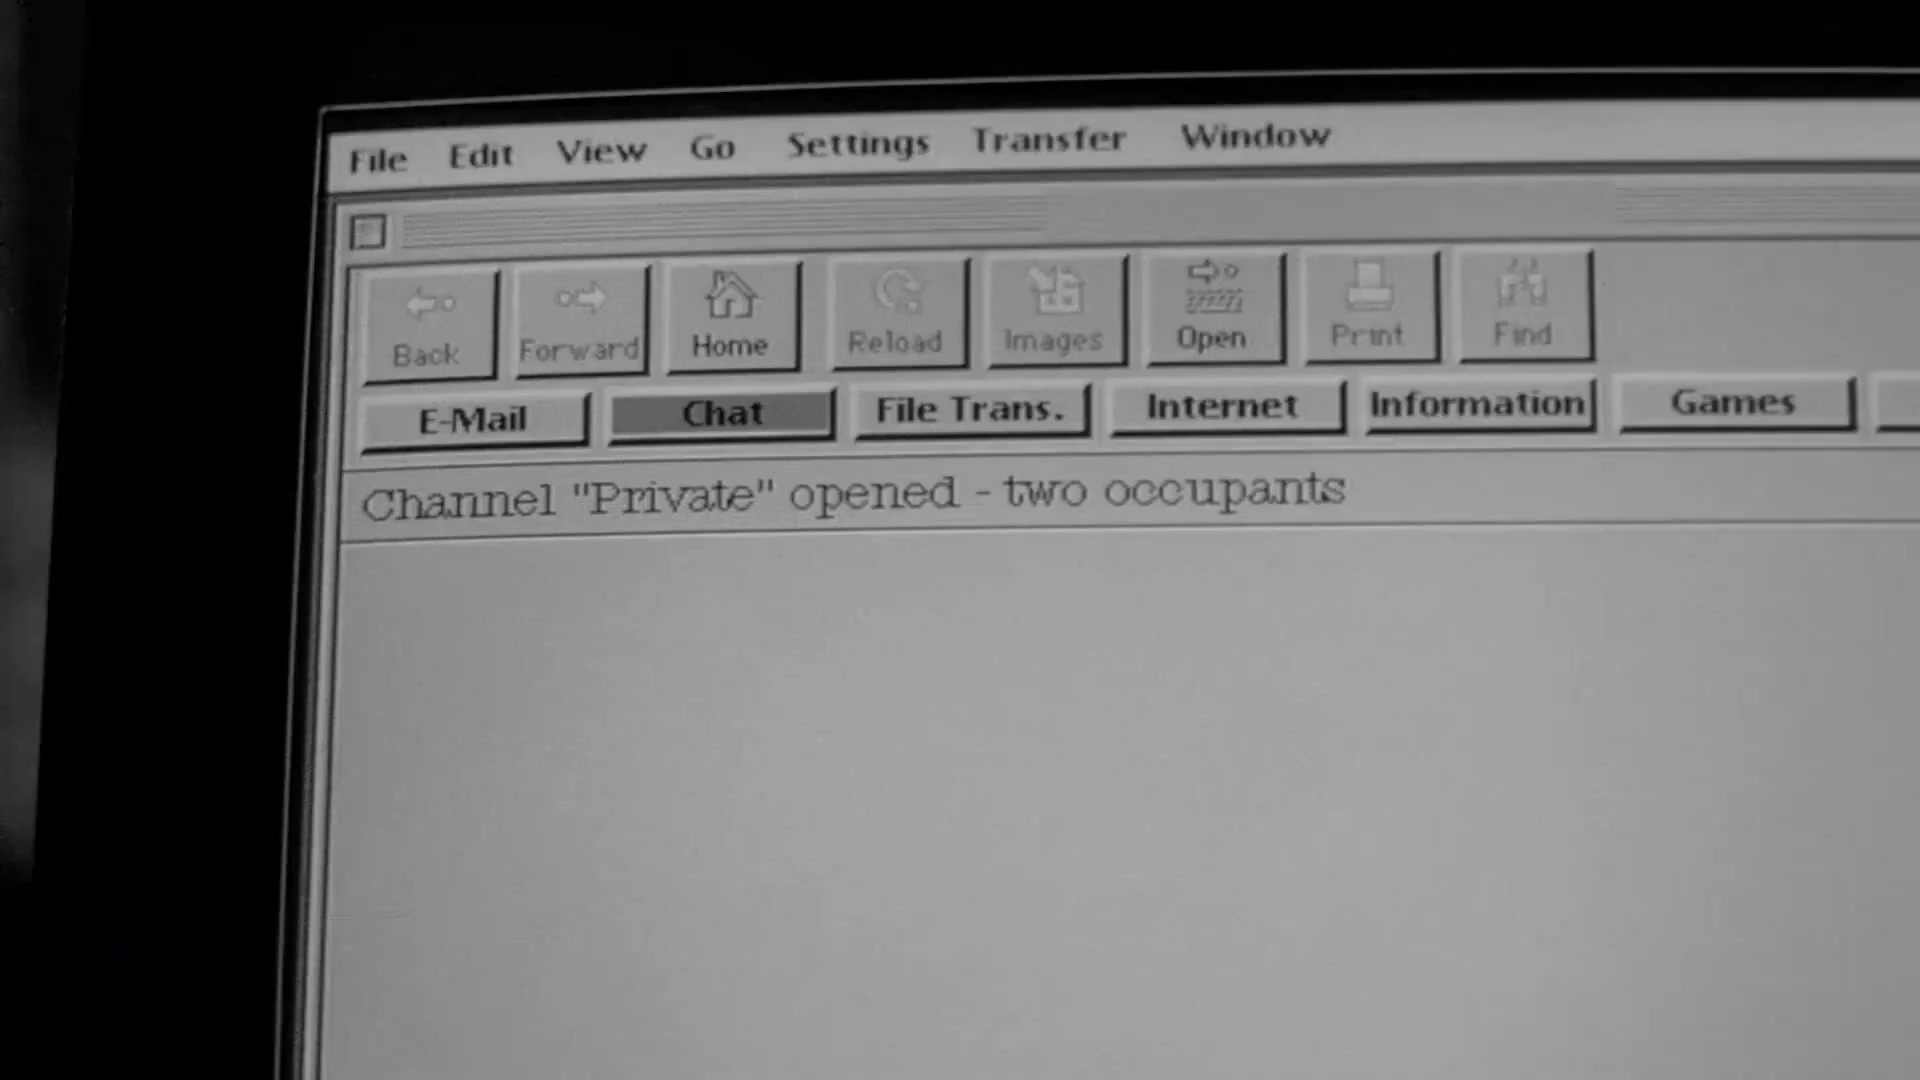 File Edit View Go Settings Transfer Window
Back Forward Home Reload Images Open Print Find
E-Mail Chat File Trans. Internet Information Games
Channel "Private" opened - two occupants